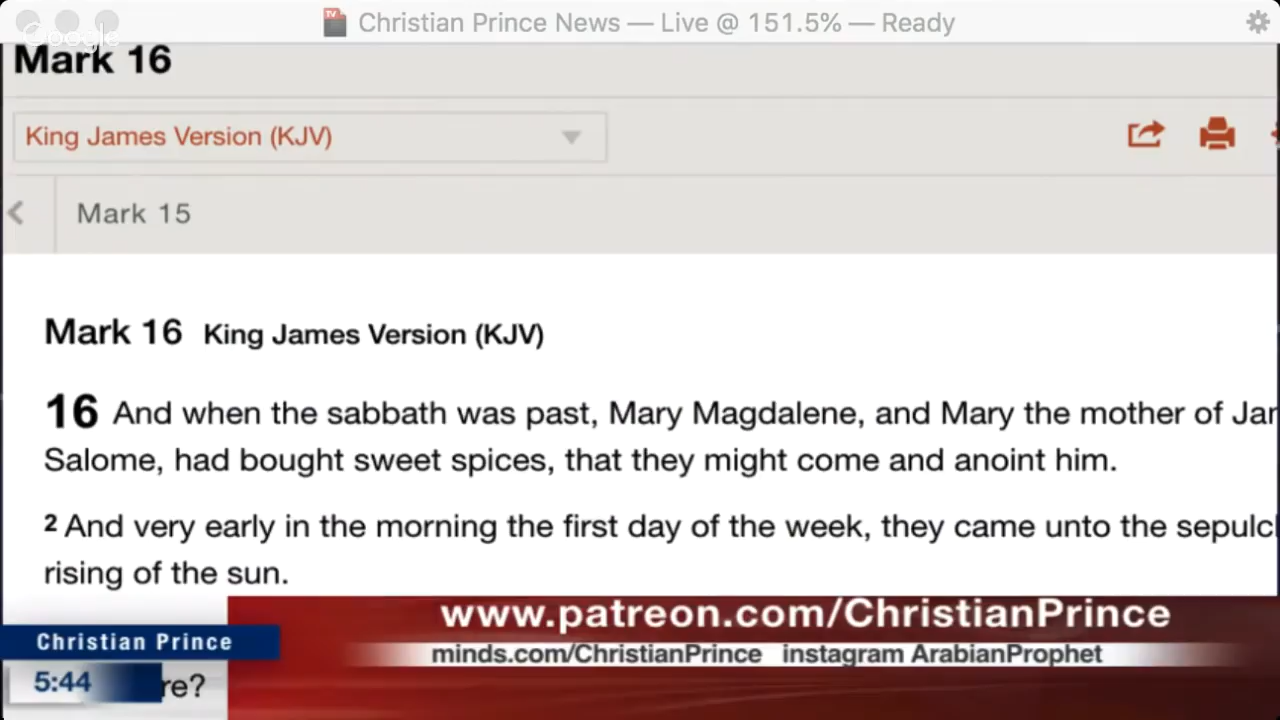 Christian Prince News — Live @ 151.5% — Ready
Google
Mark 16
King James Version (KJV)
Mark 15
Mark 16 King James Version (KJV)
16 And when the sabbath was past, Mary Magdalene, and Mary the mother of
Salome, had bought sweet spices, that they might come and anoint him.
2 And very early in the morning the first day of the week, they came unto the
rising of the sun.
www.patreon.com/ChristianPrince
Christian Prince
minds.com/ChristianPrince instagram ArabianProphet
5:44
re?